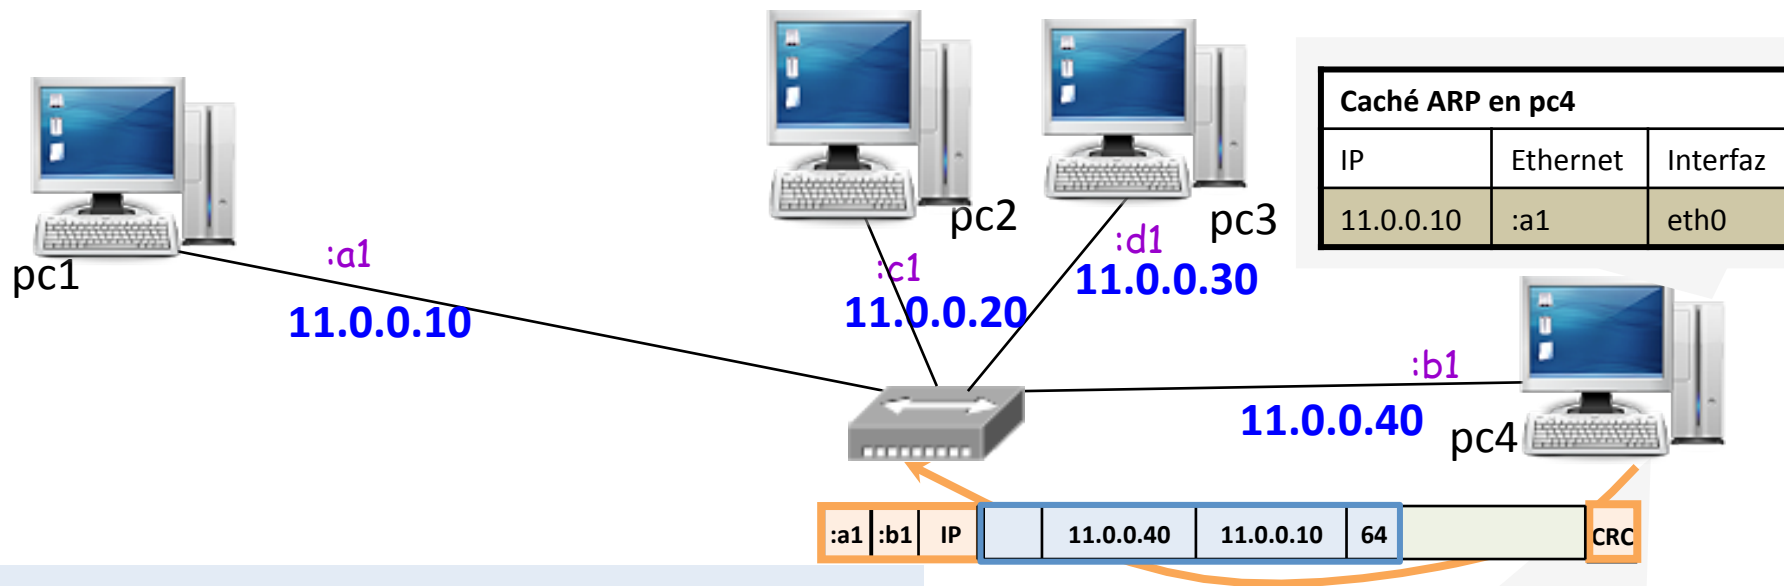 pc1
:a1
11.0.0.10
pc2
:c1
11.0.0.20
pc3
:d1
11.0.0.30
Caché ARP en pc4
IP Ethernet Interfaz
11.0.0.10 :a1 eth0
:b1
11.0.0.40
pc4
:a1 :b1 IP 11.0.0.40 11.0.0.10 64 CRC